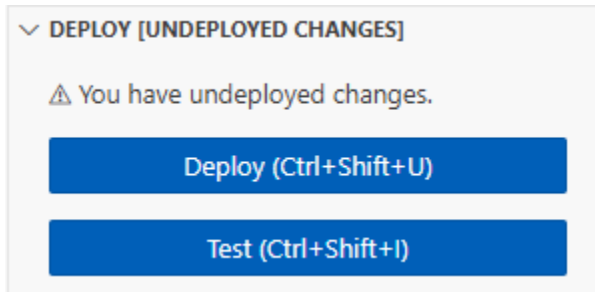 DEPLOY [UNDEPLOYED CHANGES]
⚠ You have undeployed changes.
Deploy (Ctrl+Shift+U)
Test (Ctrl+Shift+I)